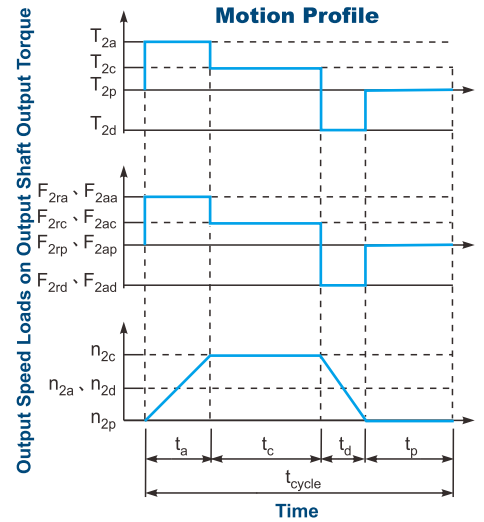 Motion Profile
Output Speed Loads on Output Shaft Output Torque
T2a
T2c
T2p
T2d
F2ra、F2aa
F2rc、F2ac
F2rp、F2ap
F2rd、F2ad
n2c
n2a、n2d
n2p
ta tc td tp
tcycle
Time